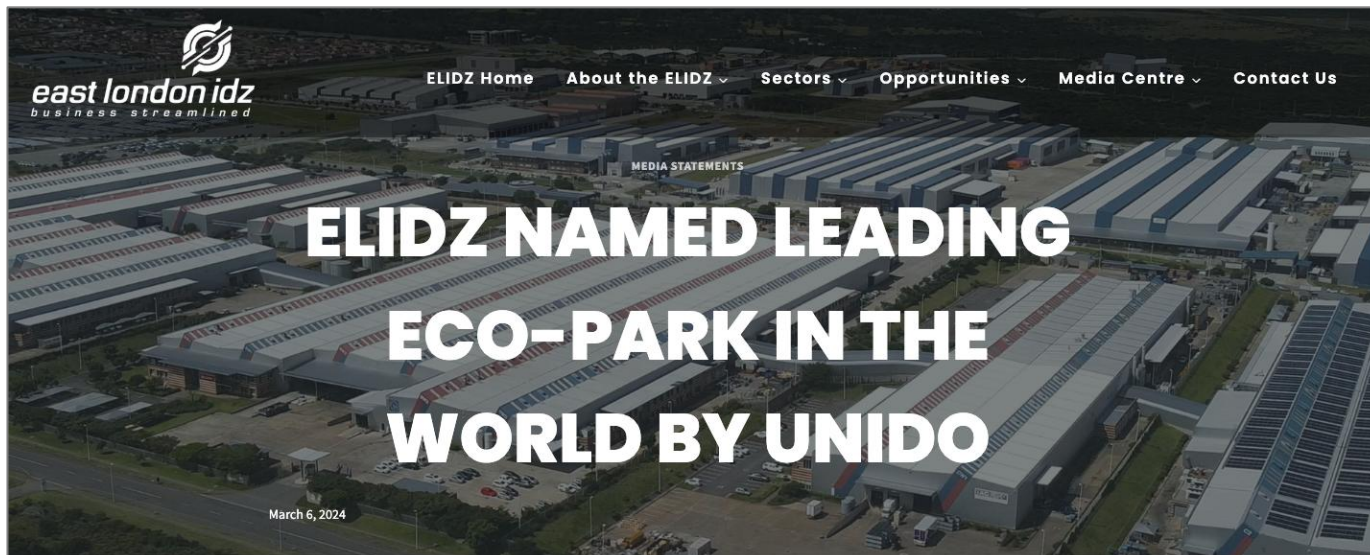 east london idz
business streamlined
ELIDZ Home About the ELIDZ Sectors Opportunities Media Centre Contact Us
MEDIA STATEMENTS
ELIDZ NAMED LEADING
ECO-PARK IN THE
WORLD BY UNIDO
March 6, 2024